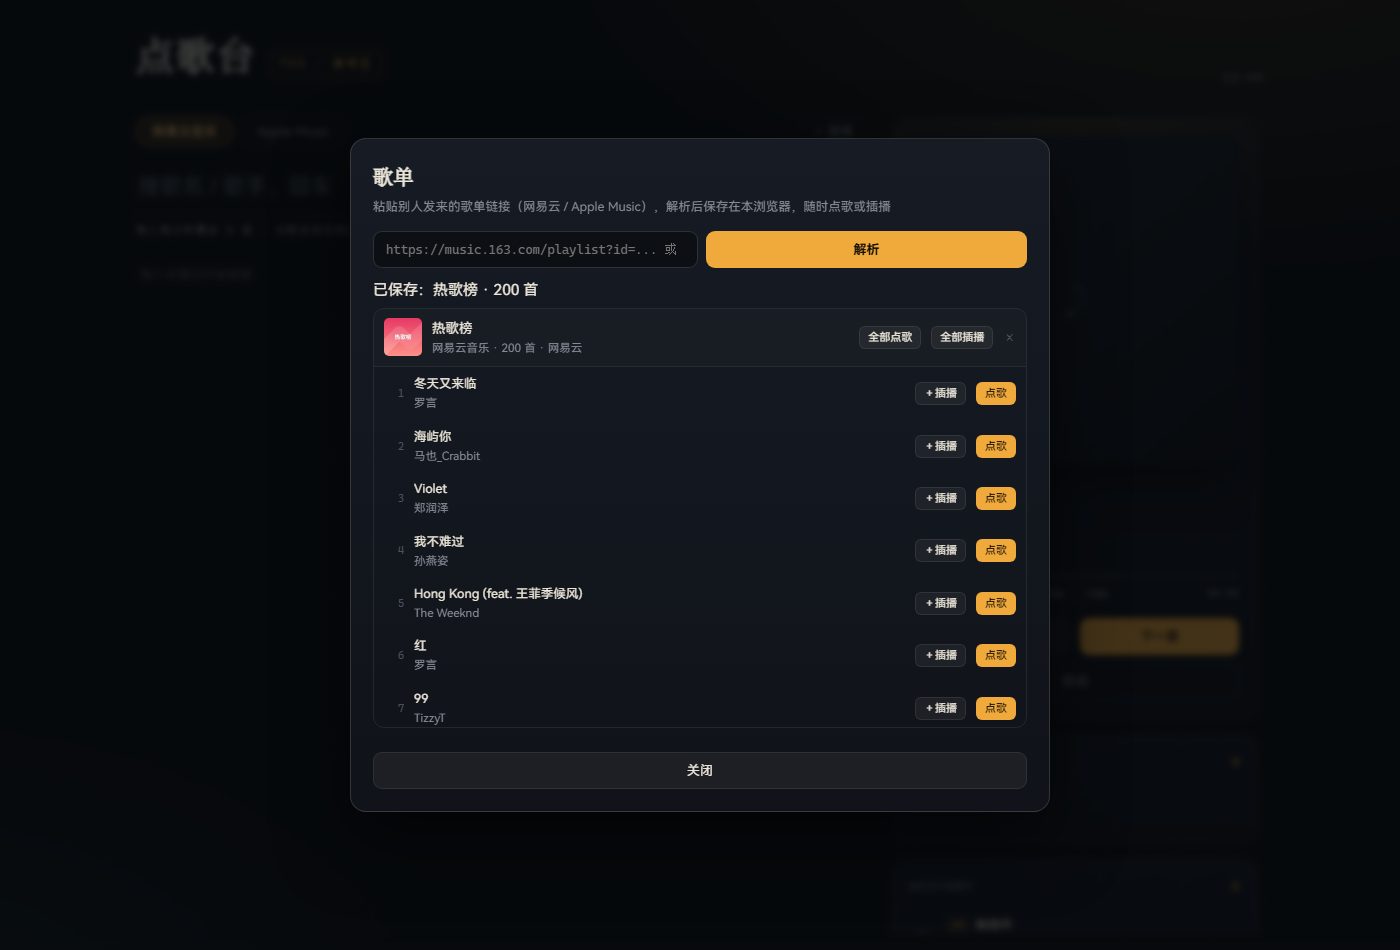 点歌台
Apple Music
歌单
粘贴别人发来的歌单链接（网易云 / Apple Music），解析后保存在本浏览器，随时点歌或插播
https://music.163.com/playlist?id=... 或
解析
已保存：热歌榜 · 200 首
热歌榜
热歌榜
网易云音乐 · 200 首 · 网易云
全部点歌
全部插播
×
1
冬天又来临
罗言
+ 插播
点歌
2
海屿你
马也_Crabbit
+ 插播
点歌
3
Violet
郑润泽
+ 插播
点歌
4
我不难过
孙燕姿
+ 插播
点歌
5
Hong Kong (feat. 王菲季候风)
The Weeknd
+ 插播
点歌
6
红
罗言
+ 插播
点歌
7
99
TizzyT
+ 插播
点歌
关闭